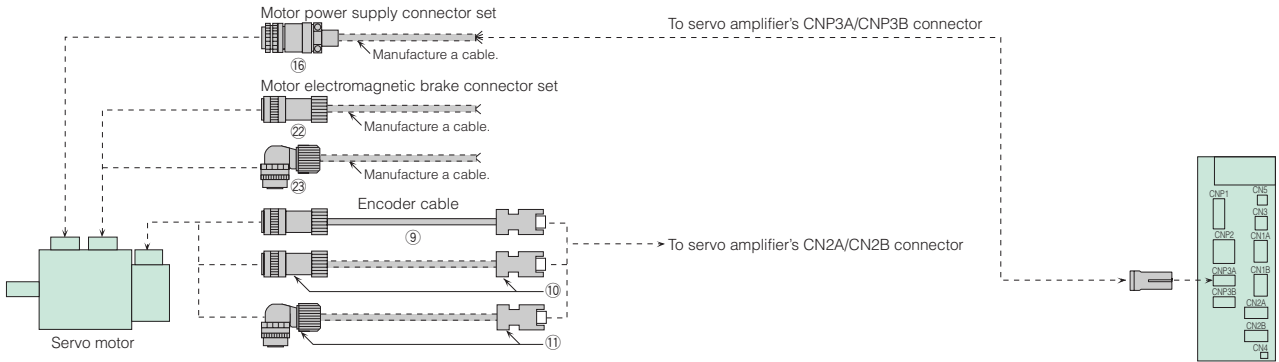 Motor power supply connector set
To servo amplifier's CNP3A/CNP3B connector
Manufacture a cable.
⑯
Motor electromagnetic brake connector set
Manufacture a cable.
㉒
Manufacture a cable.
㉓
Encoder cable
⑨
To servo amplifier's CN2A/CN2B connector
⑩
⑪
Servo motor
CNP1
CN5
CN3
CNP2
CN1A
CNP3A
CN1B
CNP3B
CN2A
CN2B
CN4